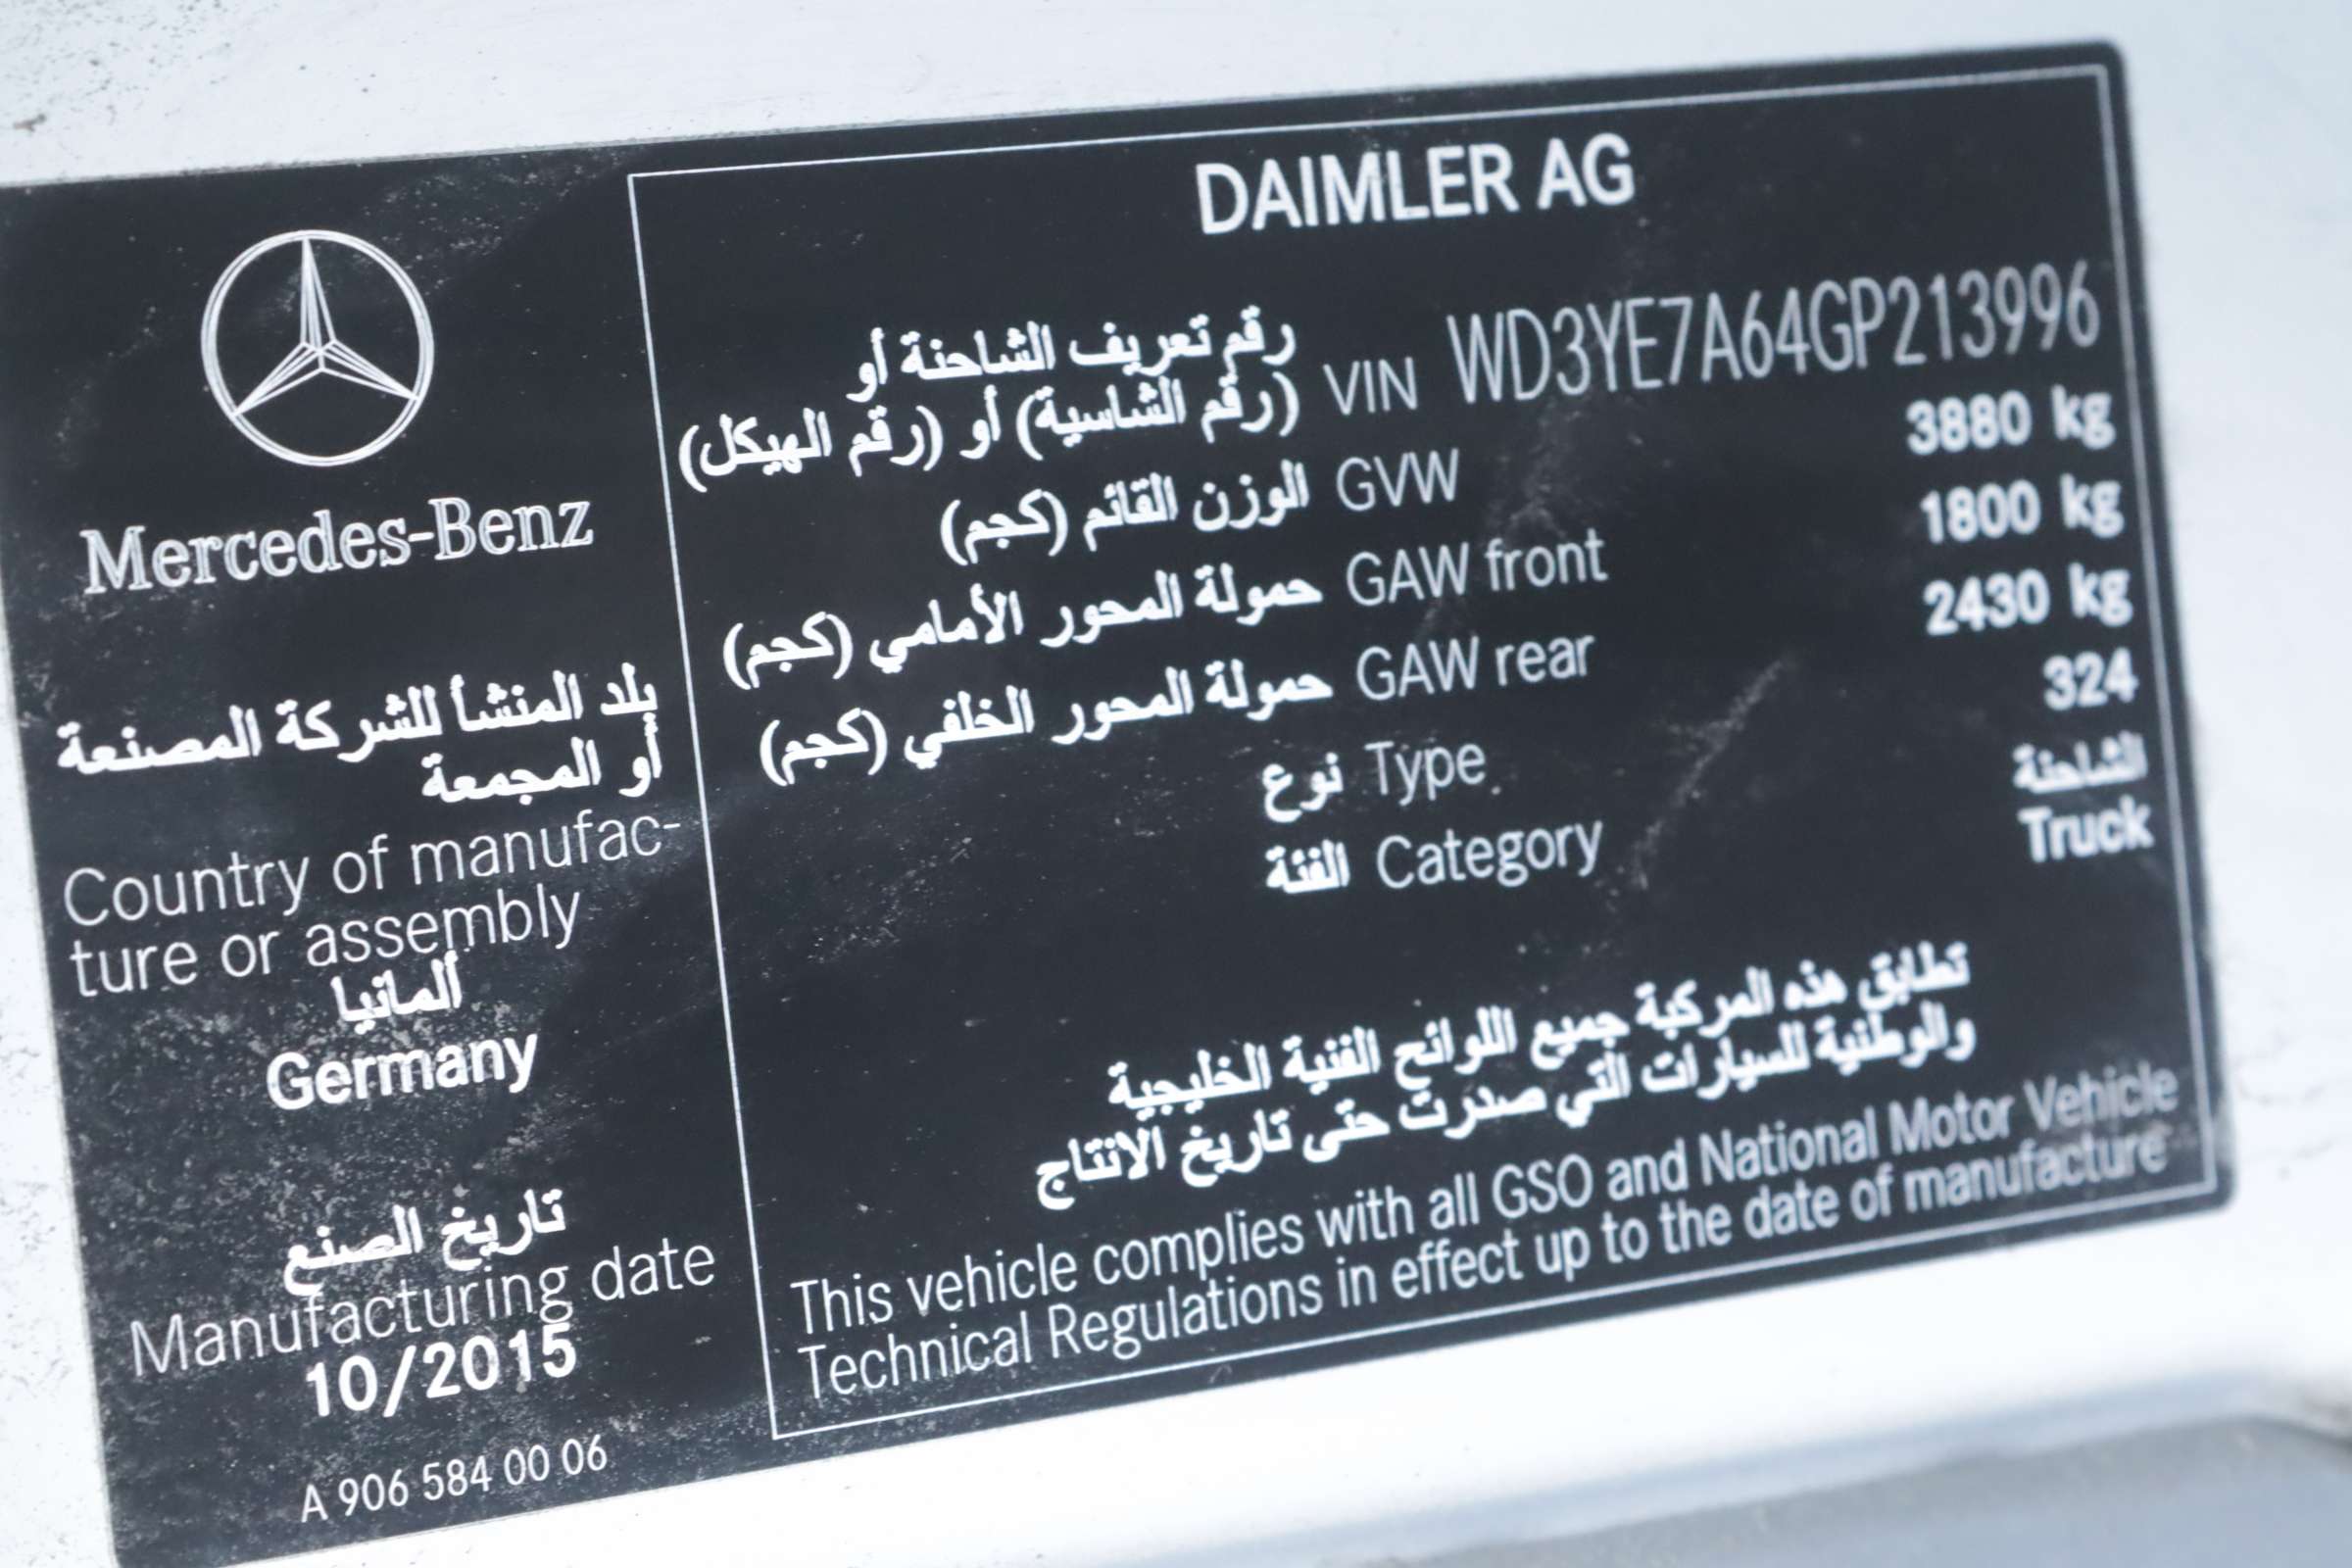 Mercedes-Benz
بلد المنشأ للشركة المصنعة
أو المجمعة
Country of manufac-
ture or assembly
ألمانيا
Germany
تاريخ الصنع
Manufacturing date
10/2015
A 906 584 00 06
DAIMLER AG
رقم تعريف الشاحنة أو
(رقم الشاسية) أو (رقم الهيكل) VIN WD3YE7A64GP213996
الوزن القائم (كجم) GVW 3880 kg
حمولة المحور الأمامي (كجم) GAW front 1800 kg
حمولة المحور الخلفي (كجم) GAW rear 2430 kg
نوع Type 324
الفئة Category الشاحنة
Truck
تطابق هذه المركبة جميع اللوائح الفنية الخليجية
والوطنية للسيارات التي صدرت حتى تاريخ الانتاج
This vehicle complies with all GSO and National Motor Vehicle
Technical Regulations in effect up to the date of manufacture